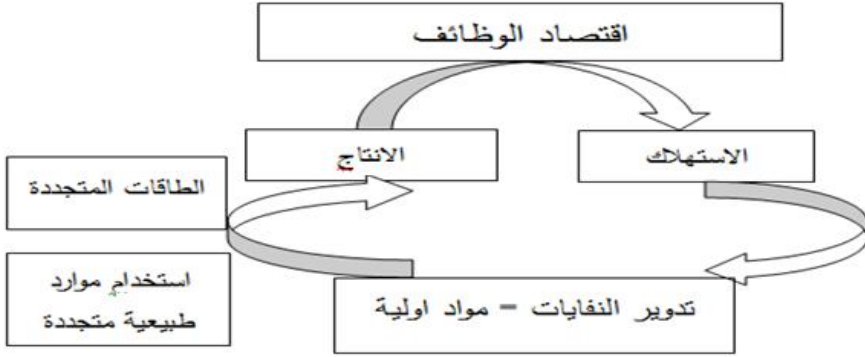 اقتصاد الوظائف
الانتاج
الاستهلاك
الطاقات المتجددة
استخدام موارد
طبيعية متجددة
تدوير النفايات = مواد اولية